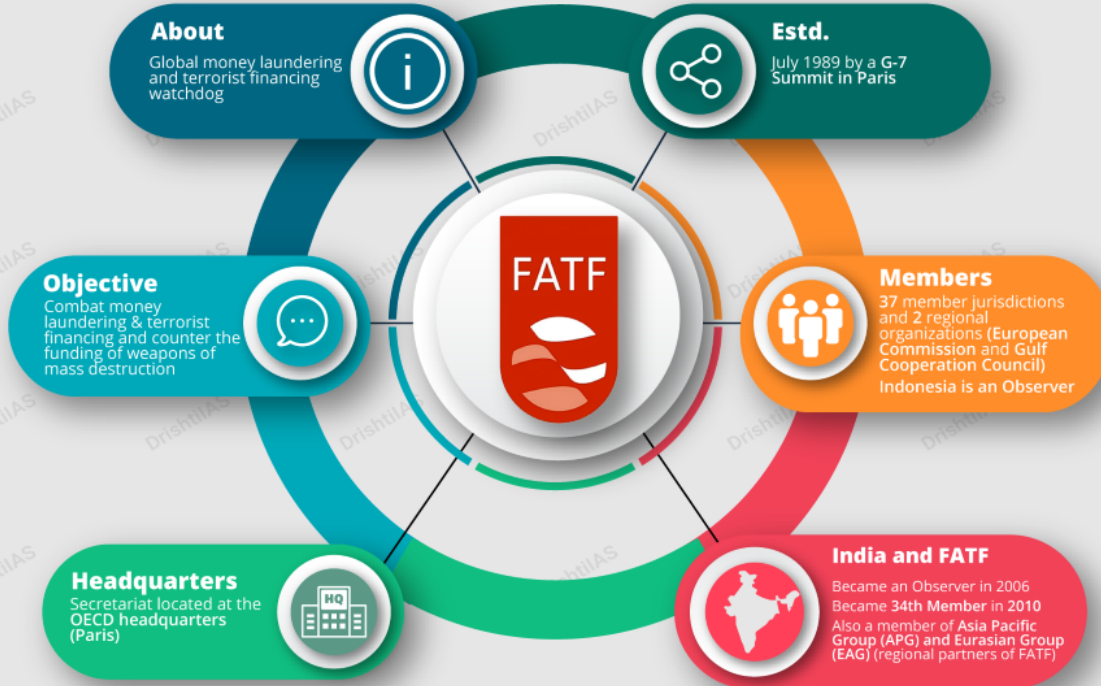 About
Global money laundering
and terrorist financing
watchdog
i
Estd.
July 1989 by a G-7
Summit in Paris
Objective
Combat money
laundering & terrorist
financing and counter the
funding of weapons of
mass destruction
FATF
Members
37 member jurisdictions
and 2 regional
organizations (European
Commission and Gulf
Cooperation Council)
Indonesia is an Observer
Headquarters
Secretariat located at the
OECD headquarters
(Paris)
HQ
India and FATF
Became an Observer in 2006
Became 34th Member in 2010
Also a member of Asia Pacific
Group (APG) and Eurasian Group
(EAG) (regional partners of FATF)
DrishtiIAS
DrishtiIAS
DrishtiIAS
DrishtiIAS